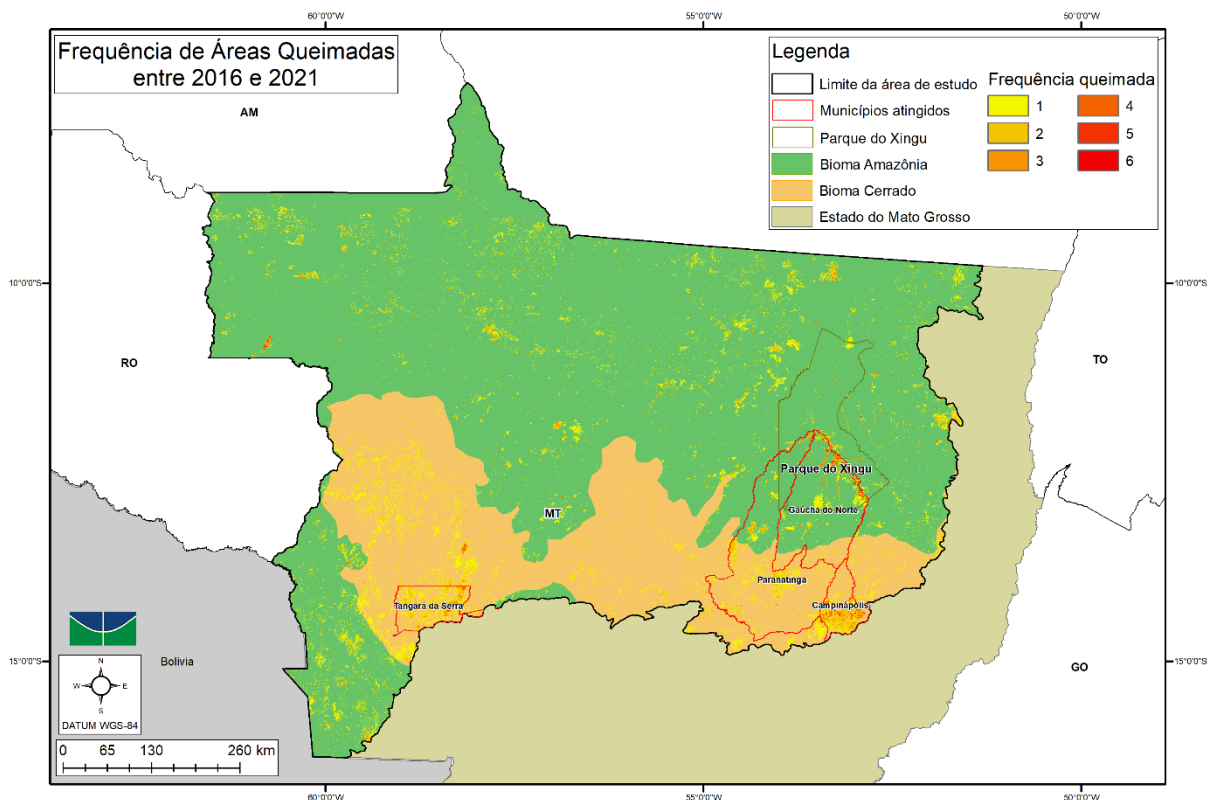 Frequência de Áreas Queimadas
entre 2016 e 2021
60°0'0"W
55°0'0"W
50°0'0"W
Legenda
Limite da área de estudo
Municípios atingidos
Parque do Xingu
Bioma Amazônia
Bioma Cerrado
Estado do Mato Grosso
Frequência queimada
1
2
3
4
5
6
AM
10°0'0"S
10°0'0"S
RO
TO
Parque do Xingu
MT
Gaúcha do Norte
Paranatinga
Tangará da Serra
Campinápolis
15°0'0"S
Bolivia
15°0'0"S
GO
N
W
E
S
DATUM WGS-84
0 65 130 260 km
60°0'0"W
55°0'0"W
50°0'0"W